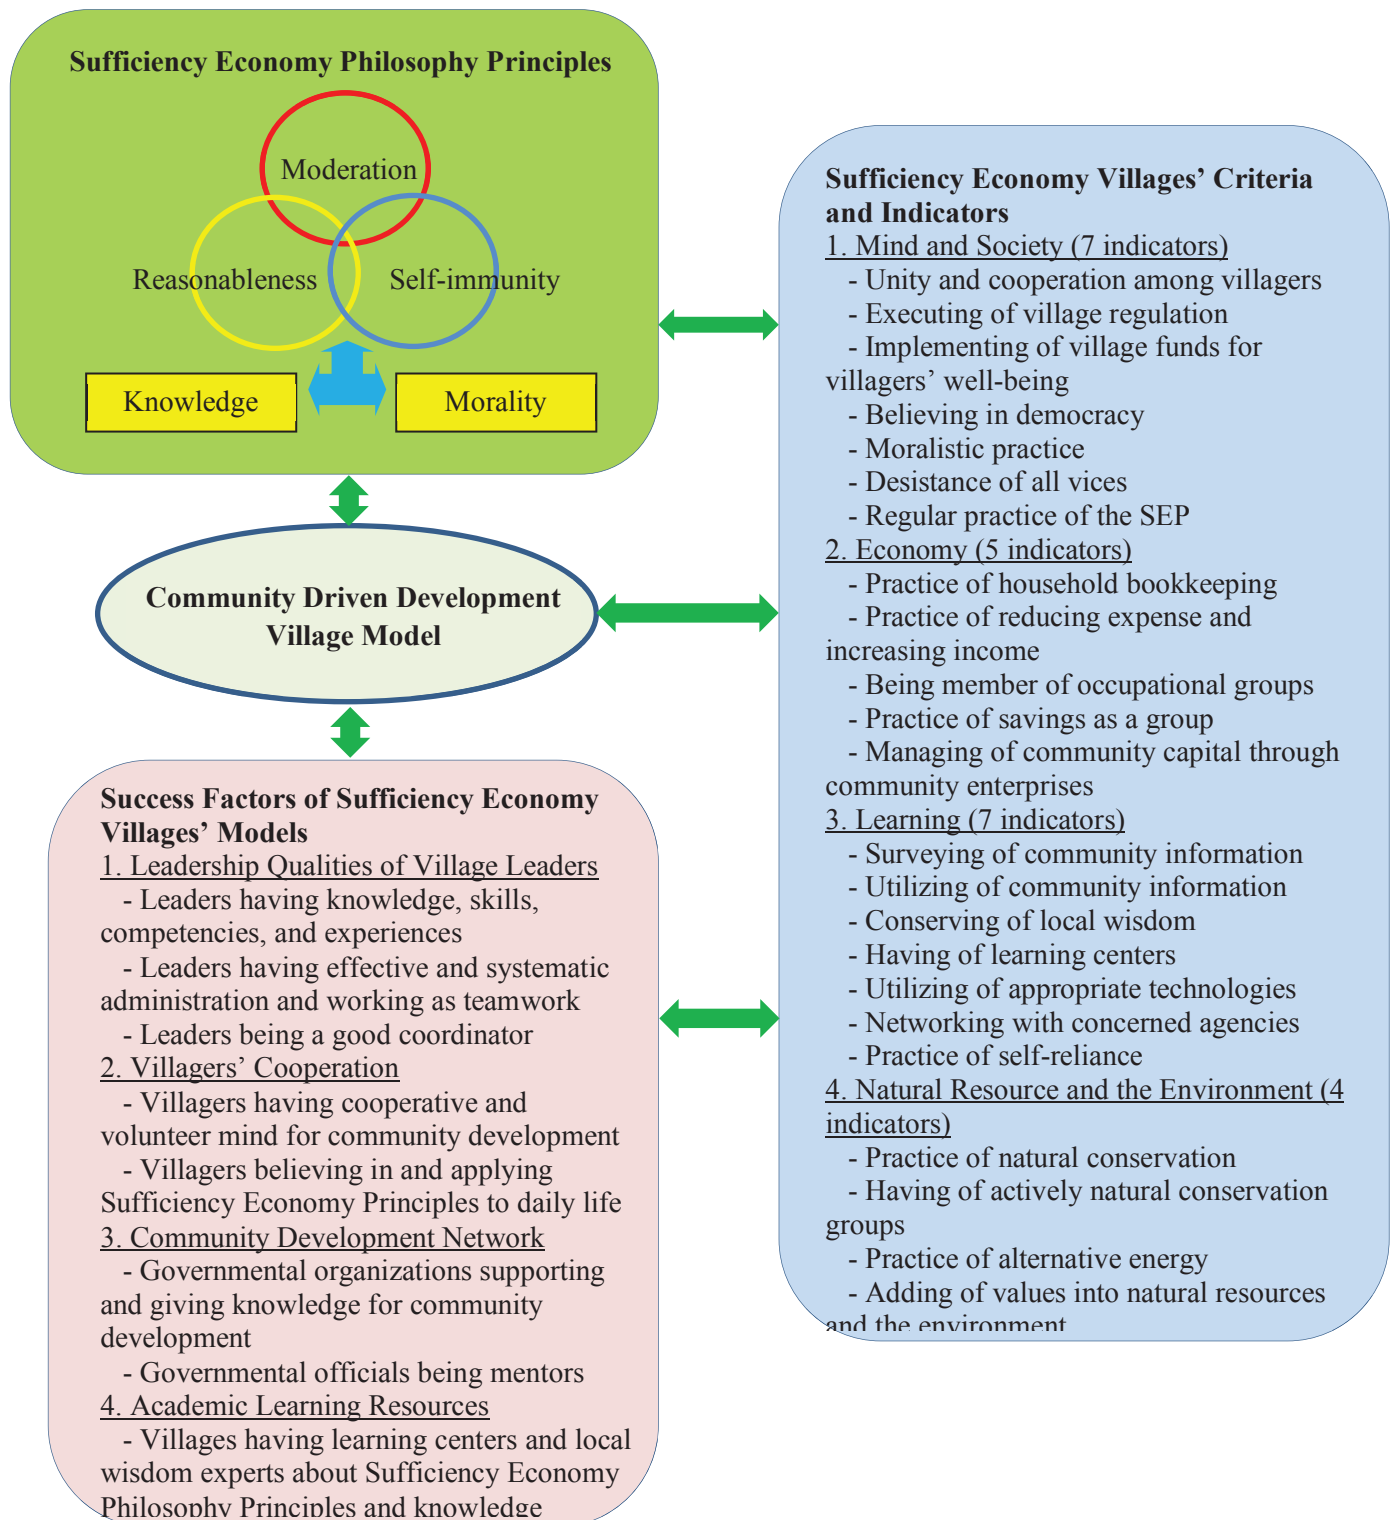 Sufficiency Economy Philosophy Principles
Moderation
Reasonableness
Self-immunity
Knowledge
Morality
Community Driven Development
Village Model
Success Factors of Sufficiency Economy
Villages’ Models
1. Leadership Qualities of Village Leaders
- Leaders having knowledge, skills,
competencies, and experiences
- Leaders having effective and systematic
administration and working as teamwork
- Leaders being a good coordinator
2. Villagers’ Cooperation
- Villagers having cooperative and
volunteer mind for community development
- Villagers believing in and applying
Sufficiency Economy Principles to daily life
3. Community Development Network
- Governmental organizations supporting
and giving knowledge for community
development
- Governmental officials being mentors
4. Academic Learning Resources
- Villages having learning centers and local
wisdom experts about Sufficiency Economy
Philosophy Principles and knowledge
Sufficiency Economy Villages’ Criteria
and Indicators
1. Mind and Society (7 indicators)
- Unity and cooperation among villagers
- Executing of village regulation
- Implementing of village funds for
villagers’ well-being
- Believing in democracy
- Moralistic practice
- Desistance of all vices
- Regular practice of the SEP
2. Economy (5 indicators)
- Practice of household bookkeeping
- Practice of reducing expense and
increasing income
- Being member of occupational groups
- Practice of savings as a group
- Managing of community capital through
community enterprises
3. Learning (7 indicators)
- Surveying of community information
- Utilizing of community information
- Conserving of local wisdom
- Having of learning centers
- Utilizing of appropriate technologies
- Networking with concerned agencies
- Practice of self-reliance
4. Natural Resource and the Environment (4
indicators)
- Practice of natural conservation
- Having of actively natural conservation
groups
- Practice of alternative energy
- Adding of values into natural resources
and the environment